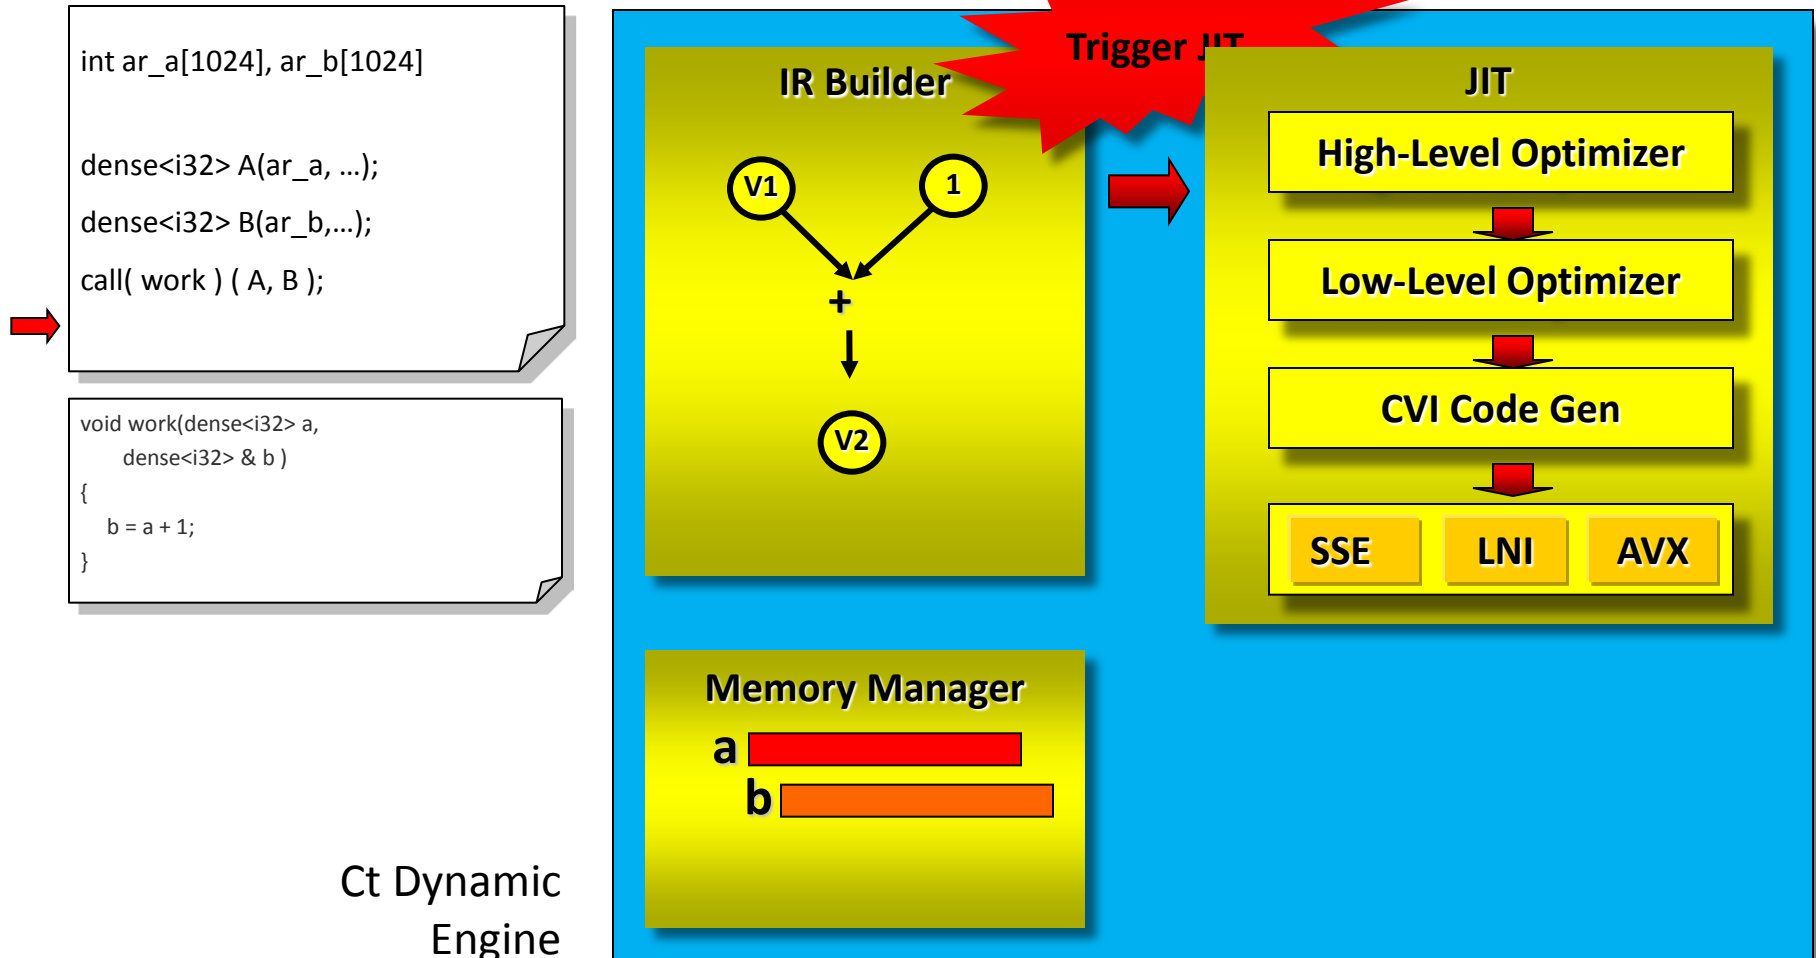 int ar_a[1024], ar_b[1024]
dense<i32> A(ar_a, ...);
dense<i32> B(ar_b,...);
call( work ) ( A, B );
void work(dense<i32> a,
dense<i32> & b )
{
b = a + 1;
}
Ct Dynamic
Engine
Trigger JIT
IR Builder
V1
1
+
V2
Memory Manager
a
b
JIT
High-Level Optimizer
Low-Level Optimizer
CVI Code Gen
SSE
LNI
AVX